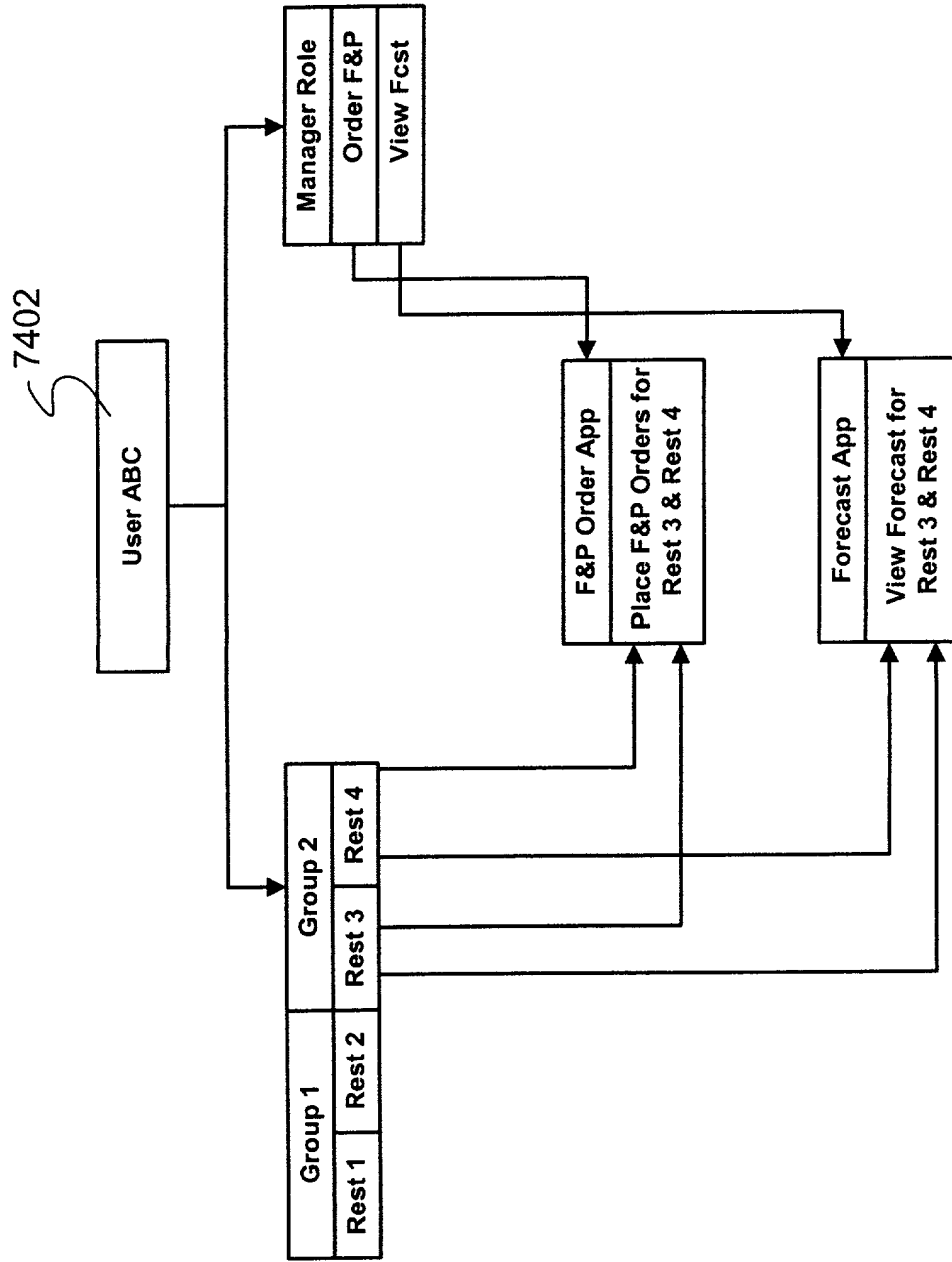 7402
User ABC
Group 1
Group 2
Rest 1
Rest 2
Rest 3
Rest 4
Manager Role
Order F&P
View Fcst
F&P Order App
Place F&P Orders for
Rest 3 & Rest 4
Forecast App
View Forecast for
Rest 3 & Rest 4